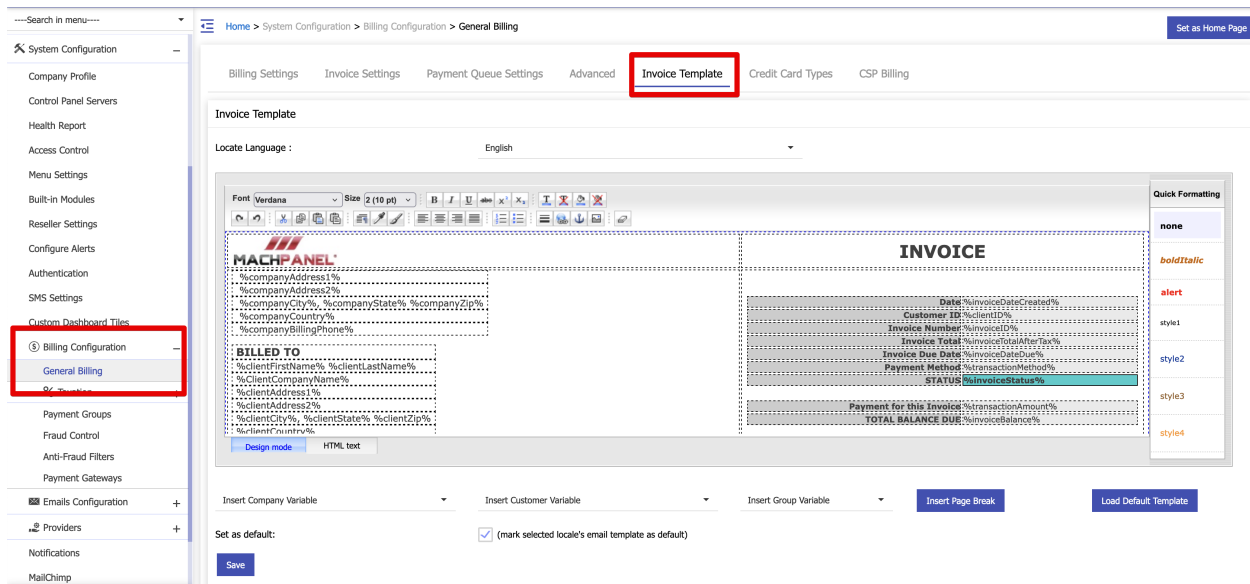 ----Search in menu----
Home > System Configuration > Billing Configuration > General Billing
Set as Home Page
System Configuration
Company Profile
Control Panel Servers
Health Report
Access Control
Menu Settings
Built-in Modules
Reseller Settings
Configure Alerts
Authentication
SMS Settings
Custom Dashboard Tiles
Billing Configuration
General Billing
Taxation
Payment Groups
Fraud Control
Anti-Fraud Filters
Payment Gateways
Emails Configuration
Providers
Notifications
MailChimp
Billing Settings Invoice Settings Payment Queue Settings Advanced Invoice Template Credit Card Types CSP Billing
Invoice Template
Locate Language : English
Font Verdana Size 2 (10 pt) B I U abc x¹ x₁ T
MACHPANEL
%companyAddress1%
%companyAddress2%
%companyCity%, %companyState% %companyZip%
%companyCountry%
%companyBillingPhone%
BILLED TO
%clientFirstName% %clientLastName%
%ClientCompanyName%
%clientAddress1%
%clientAddress2%
%clientCity%, %clientState% %clientZip%
%clientCountry%
INVOICE
Date %invoiceDateCreated%
Customer ID %clientID%
Invoice Number %invoiceID%
Invoice Total %invoiceTotalAfterTax%
Invoice Due Date %invoiceDateDue%
Payment Method %transactionMethod%
STATUS %invoiceStatus%
Payment for this Invoice %transactionAmount%
TOTAL BALANCE DUE %invoiceBalance%
Quick Formatting
none
boldItalic
alert
style1
style2
style3
style4
Design mode HTML text
Insert Company Variable Insert Customer Variable Insert Group Variable Insert Page Break Load Default Template
Set as default: (mark selected locale's email template as default)
Save